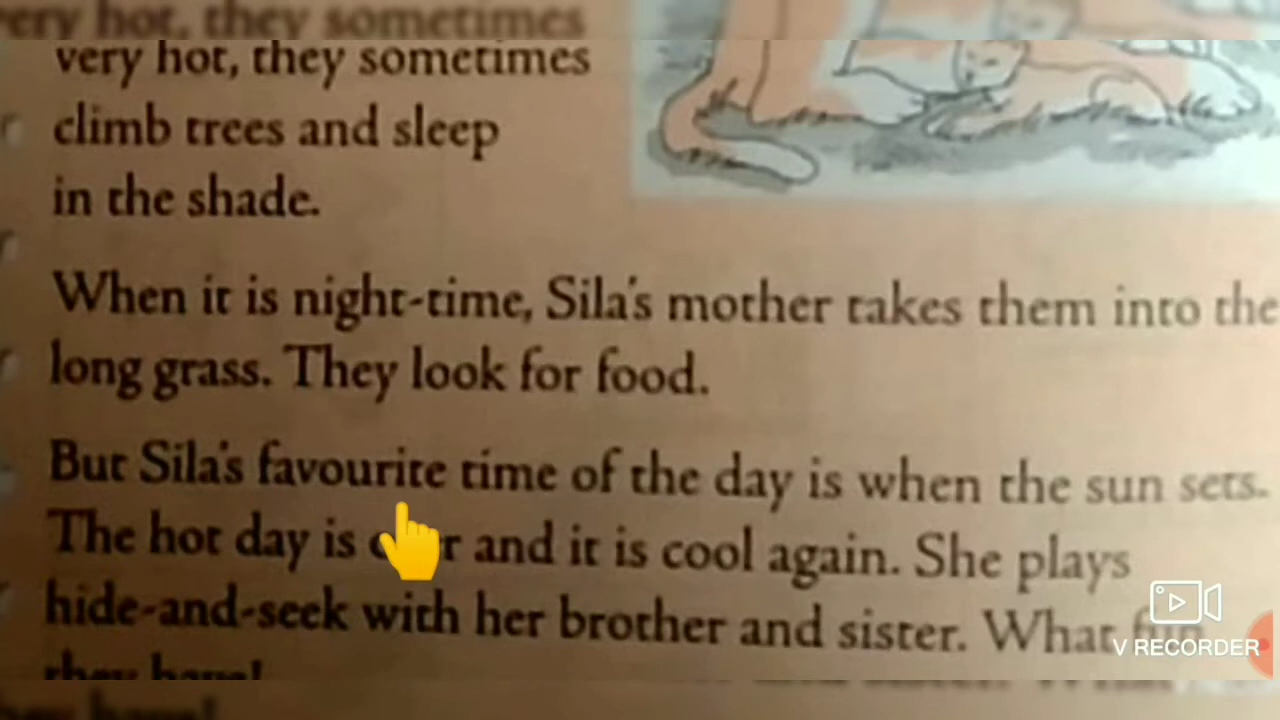 very hot, they sometimes
very hot, they sometimes
climb trees and sleep
in the shade.
When it is night-time, Sila's mother takes them into the
long grass. They look for food.
But Sila's favourite time of the day is when the sun sets.
The hot day is and it is cool again. She plays
hide-and-seek with her brother and sister. What fun
they have!
V RECORDER